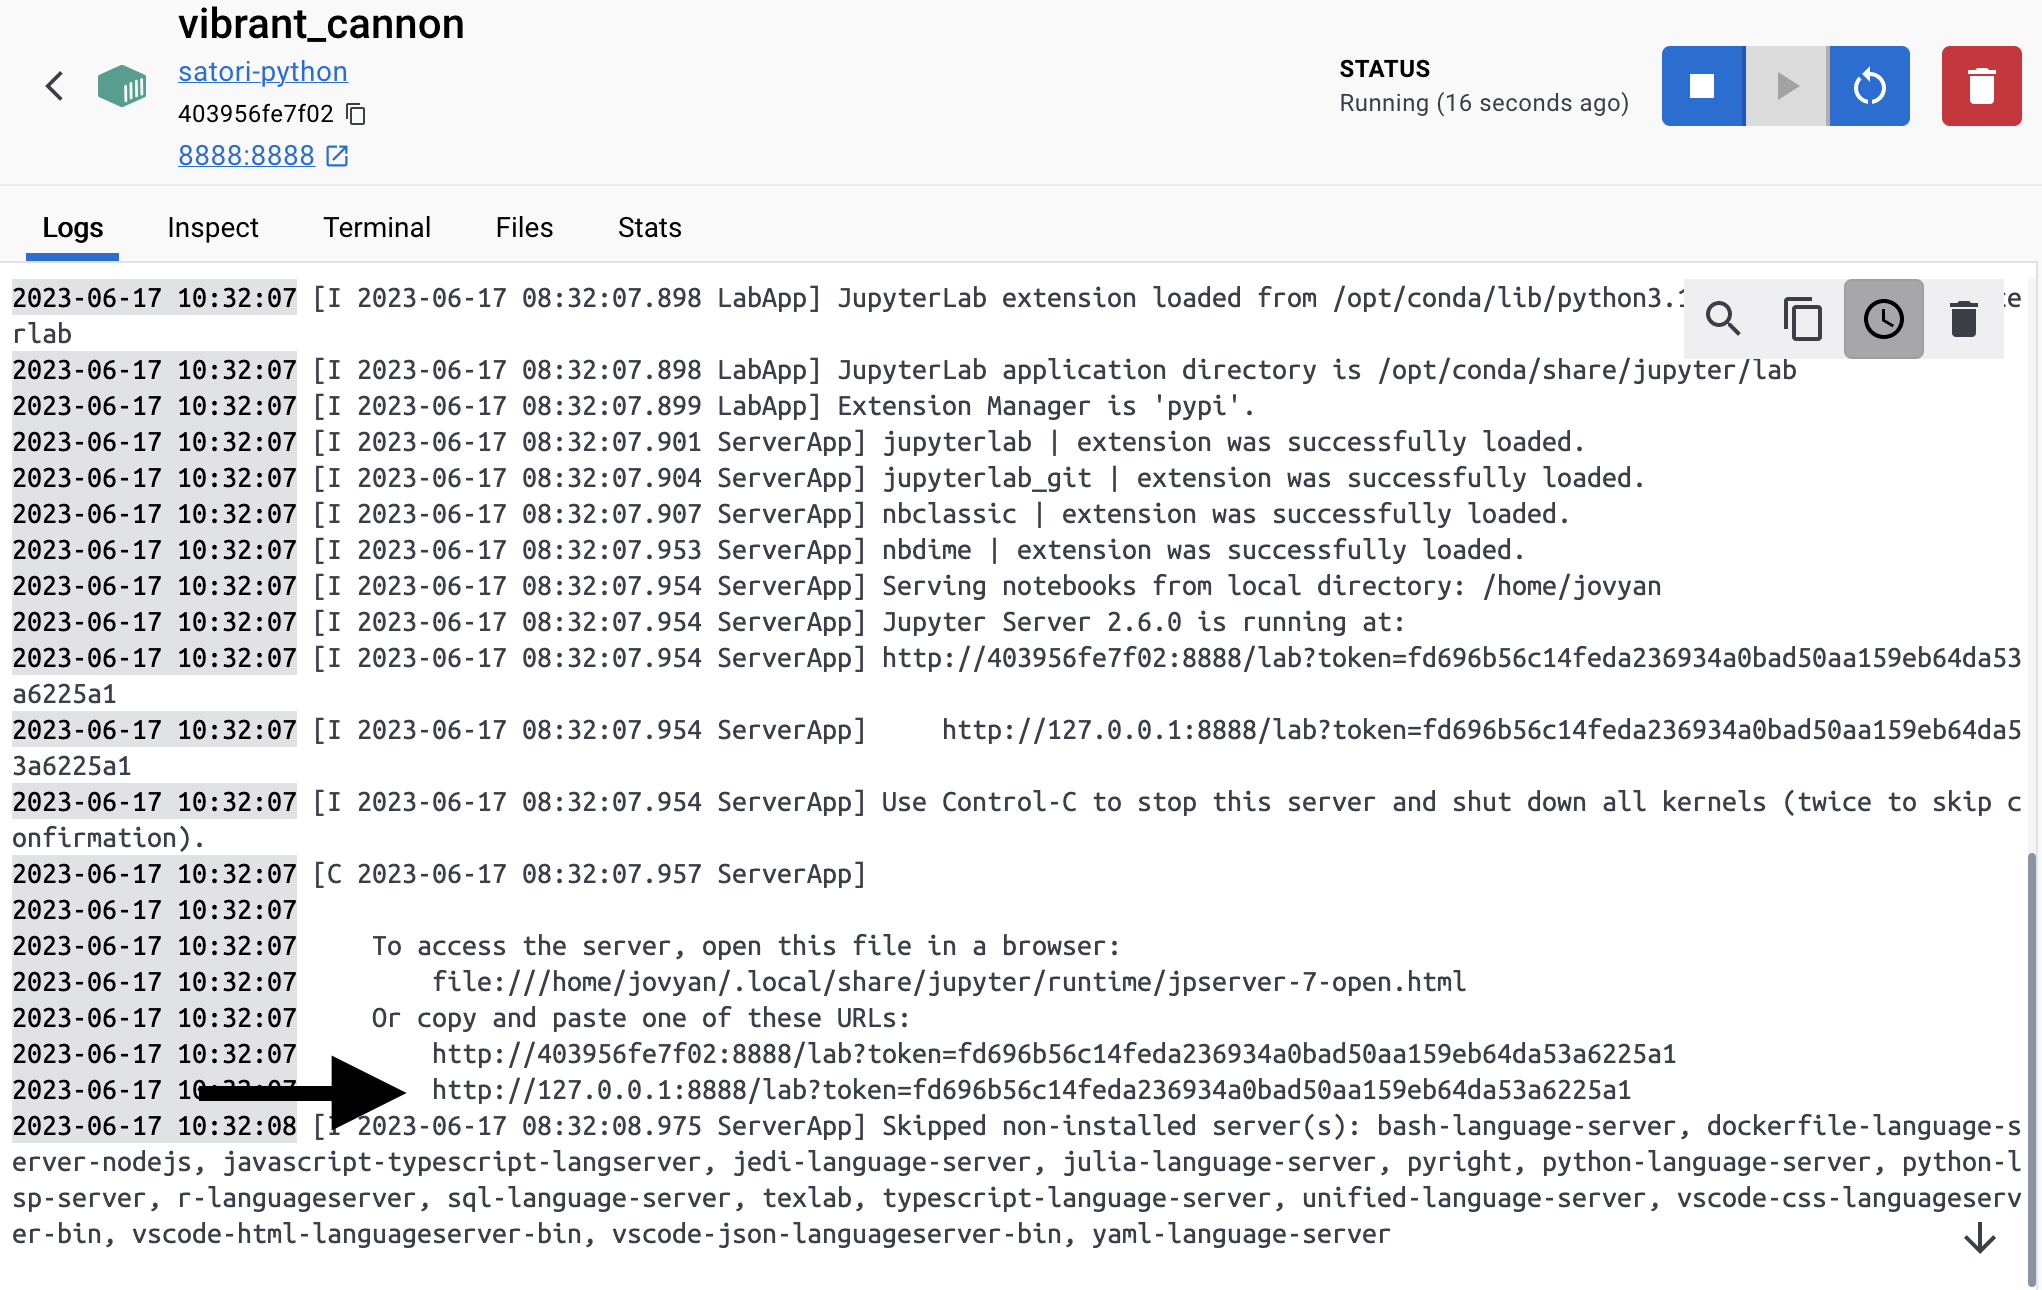 vibrant_cannon
satori-python
403956fe7f02
8888:8888
STATUS
Running (16 seconds ago)
Logs Inspect Terminal Files Stats
2023-06-17 10:32:07 [I 2023-06-17 08:32:07.898 LabApp] JupyterLab extension loaded from /opt/conda/lib/python3.
rlab
2023-06-17 10:32:07 [I 2023-06-17 08:32:07.898 LabApp] JupyterLab application directory is /opt/conda/share/jupyter/lab
2023-06-17 10:32:07 [I 2023-06-17 08:32:07.899 LabApp] Extension Manager is 'pypi'.
2023-06-17 10:32:07 [I 2023-06-17 08:32:07.901 ServerApp] jupyterlab | extension was successfully loaded.
2023-06-17 10:32:07 [I 2023-06-17 08:32:07.904 ServerApp] jupyterlab_git | extension was successfully loaded.
2023-06-17 10:32:07 [I 2023-06-17 08:32:07.907 ServerApp] nbclassic | extension was successfully loaded.
2023-06-17 10:32:07 [I 2023-06-17 08:32:07.953 ServerApp] nbdime | extension was successfully loaded.
2023-06-17 10:32:07 [I 2023-06-17 08:32:07.954 ServerApp] Serving notebooks from local directory: /home/jovyan
2023-06-17 10:32:07 [I 2023-06-17 08:32:07.954 ServerApp] Jupyter Server 2.6.0 is running at:
2023-06-17 10:32:07 [I 2023-06-17 08:32:07.954 ServerApp] http://403956fe7f02:8888/lab?token=fd696b56c14feda236934a0bad50aa159eb64da53
a6225a1
2023-06-17 10:32:07 [I 2023-06-17 08:32:07.954 ServerApp]     http://127.0.0.1:8888/lab?token=fd696b56c14feda236934a0bad50aa159eb64da5
3a6225a1
2023-06-17 10:32:07 [I 2023-06-17 08:32:07.954 ServerApp] Use Control-C to stop this server and shut down all kernels (twice to skip c
onfirmation).
2023-06-17 10:32:07 [C 2023-06-17 08:32:07.957 ServerApp]
2023-06-17 10:32:07
2023-06-17 10:32:07     To access the server, open this file in a browser:
2023-06-17 10:32:07         file:///home/jovyan/.local/share/jupyter/runtime/jpserver-7-open.html
2023-06-17 10:32:07     Or copy and paste one of these URLs:
2023-06-17 10:32:07         http://403956fe7f02:8888/lab?token=fd696b56c14feda236934a0bad50aa159eb64da53a6225a1
2023-06-17 10:32:07         http://127.0.0.1:8888/lab?token=fd696b56c14feda236934a0bad50aa159eb64da53a6225a1
2023-06-17 10:32:08 [I 2023-06-17 08:32:08.975 ServerApp] Skipped non-installed server(s): bash-language-server, dockerfile-language-s
erver-nodejs, javascript-typescript-langserver, jedi-language-server, julia-language-server, pyright, python-language-server, python-l
sp-server, r-languageserver, sql-language-server, texlab, typescript-language-server, unified-language-server, vscode-css-languageserv
er-bin, vscode-html-languageserver-bin, vscode-json-languageserver-bin, yaml-language-server